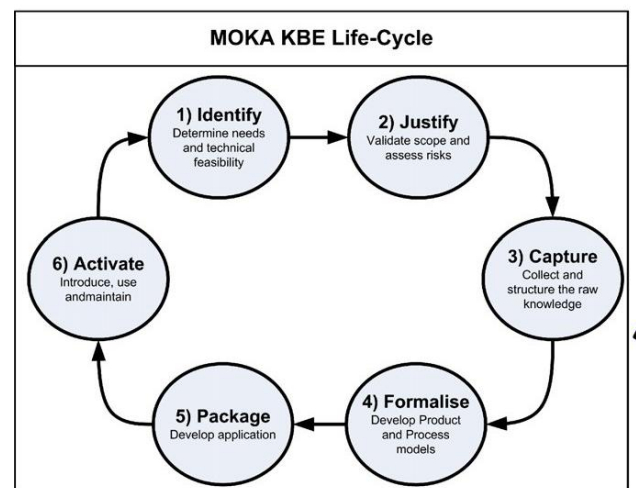 MOKA KBE Life-Cycle
1) Identify
Determine needs
and technical
feasibility
2) Justify
Validate scope and
assess risks
3) Capture
Collect and
structure the raw
knowledge
4) Formalise
Develop Product
and Process
models
5) Package
Develop application
6) Activate
Introduce, use
andmaintain